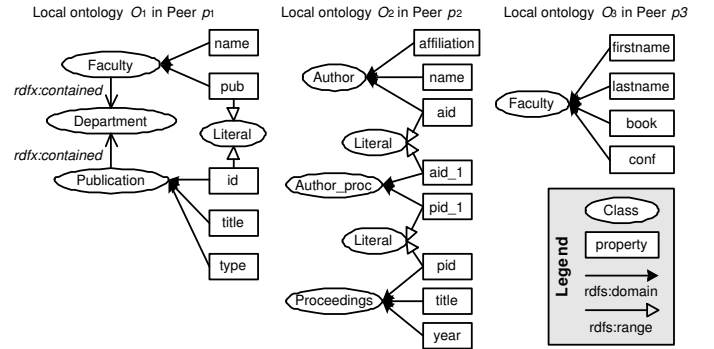 Local ontology O1 in Peer p1
name
Faculty
rdfx:contained
pub
Department
Literal
rdfx:contained
Publication
id
title
type
Local ontology O2 in Peer p2
affiliation
Author
name
aid
Literal
aid_1
Author_proc
pid_1
Literal
pid
Proceedings
title
year
Local ontology O3 in Peer p3
firstname
lastname
Faculty
book
conf
Legend
Class
property
rdfs:domain
rdfs:range